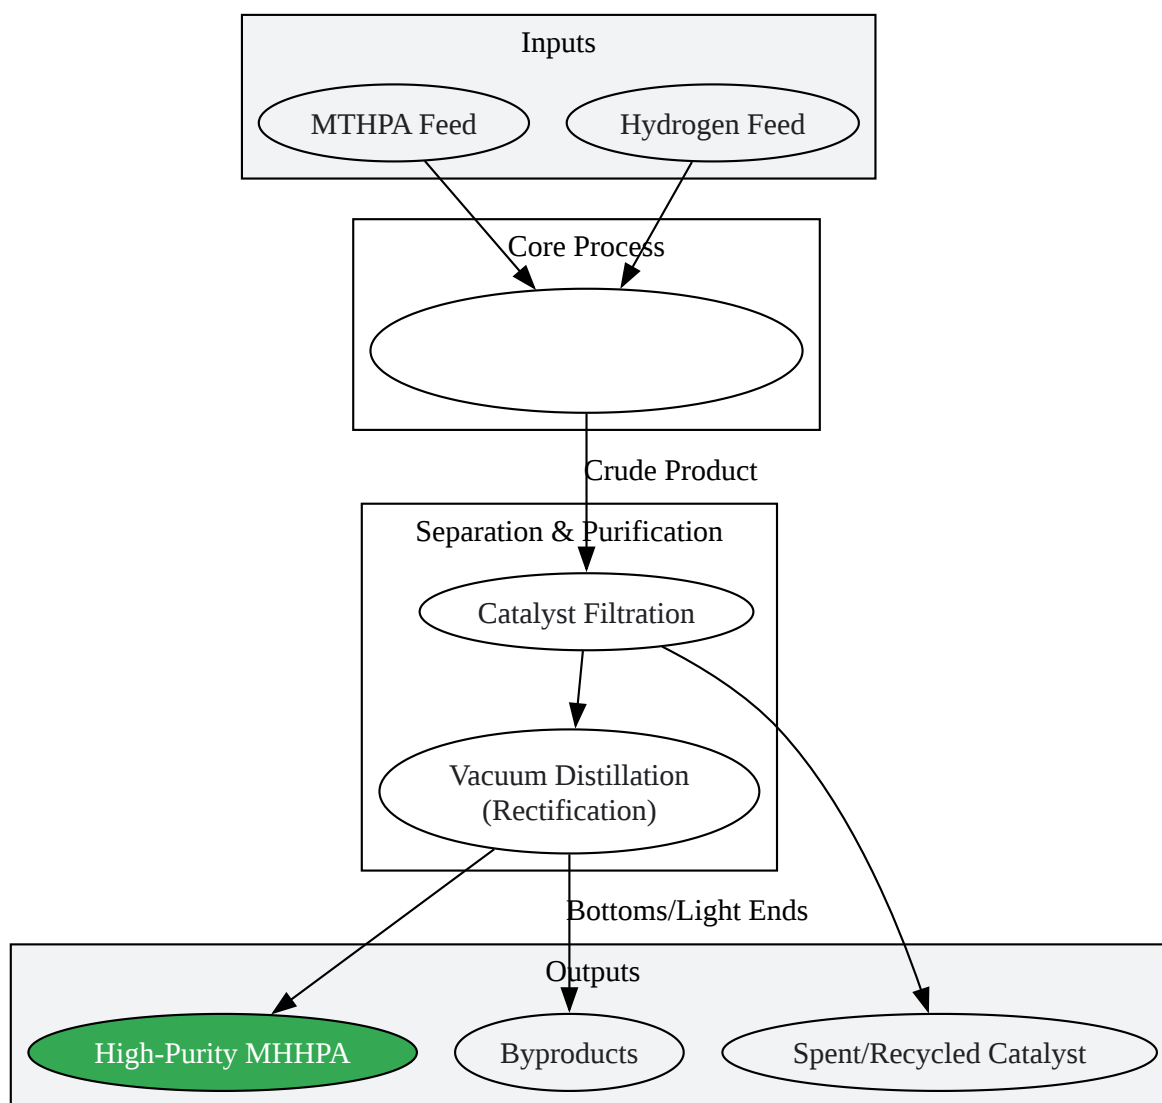 Inputs
MTHPA Feed
Hydrogen Feed
Core Process
Crude Product
Separation & Purification
Catalyst Filtration
Vacuum Distillation
(Rectification)
Bottoms/Light Ends
Outputs
High-Purity MHHPA
Byproducts
Spent/Recycled Catalyst